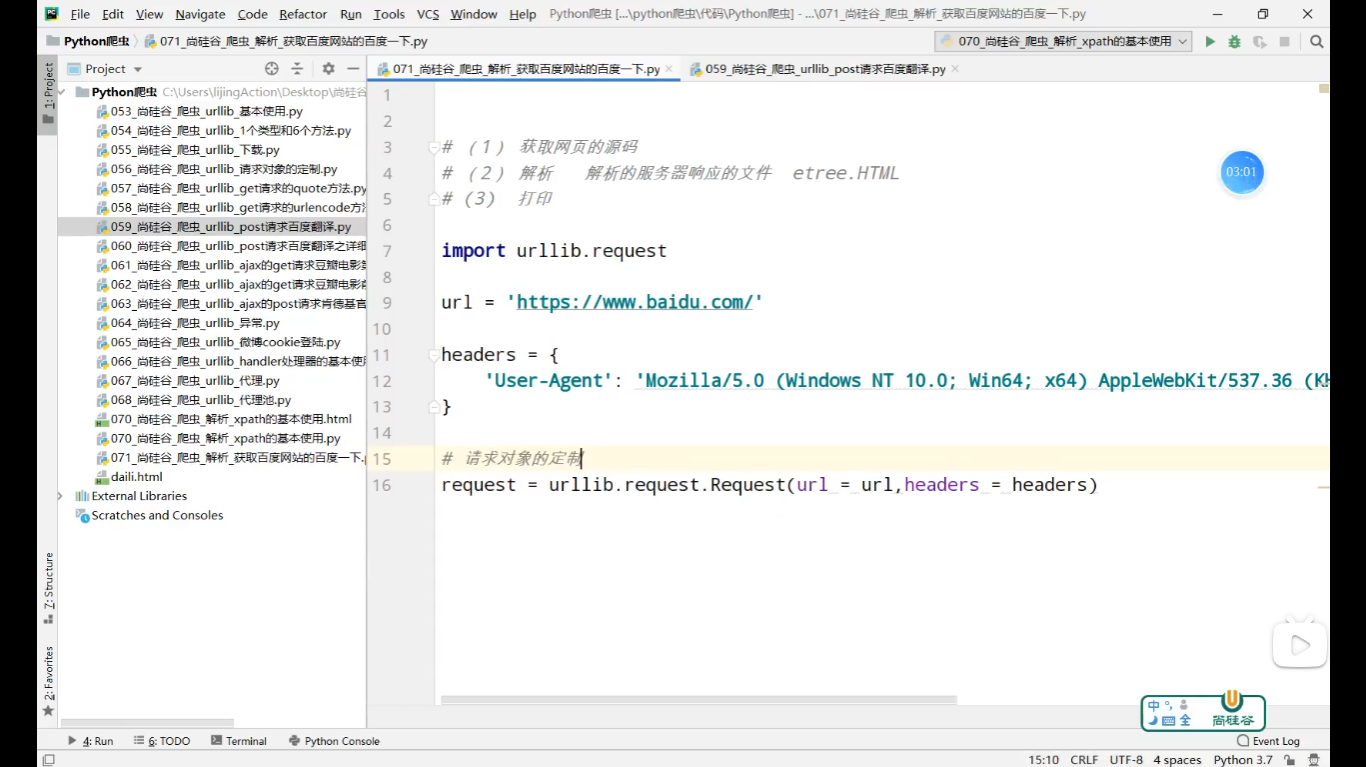 File Edit View Navigate Code Refactor Run Tools VCS Window Help Python爬虫 [...\python爬虫\代码\Python爬虫] - ...\071_尚硅谷_爬虫_解析_获取百度网站的百度一下.py
Python爬虫 071_尚硅谷_爬虫_解析_获取百度网站的百度一下.py 070_尚硅谷_爬虫_解析_xpath的基本使用
1: Project
Project
071_尚硅谷_爬虫_解析_获取百度网站的百度一下.py 059_尚硅谷_爬虫_urllib_post请求百度翻译.py
Python爬虫 C:\Users\lijingAction\Desktop\尚硅谷
053_尚硅谷_爬虫_urllib_基本使用.py
054_尚硅谷_爬虫_urllib_1个类型和6个方法.py
055_尚硅谷_爬虫_urllib_下载.py
056_尚硅谷_爬虫_urllib_请求对象的定制.py
057_尚硅谷_爬虫_urllib_get请求的quote方法.py
058_尚硅谷_爬虫_urllib_get请求的urlencode方法
059_尚硅谷_爬虫_urllib_post请求百度翻译.py
060_尚硅谷_爬虫_urllib_post请求百度翻译之详细
061_尚硅谷_爬虫_urllib_ajax的get请求豆瓣电影
062_尚硅谷_爬虫_urllib_ajax的get请求豆瓣电影
063_尚硅谷_爬虫_urllib_ajax的post请求肯德基官
064_尚硅谷_爬虫_urllib_异常.py
065_尚硅谷_爬虫_urllib_微博cookie登陆.py
066_尚硅谷_爬虫_urllib_handler处理器的基本使
067_尚硅谷_爬虫_urllib_代理.py
068_尚硅谷_爬虫_urllib_代理池.py
070_尚硅谷_爬虫_解析_xpath的基本使用.html
070_尚硅谷_爬虫_解析_xpath的基本使用.py
071_尚硅谷_爬虫_解析_获取百度网站的百度一下.
daili.html
External Libraries
Scratches and Consoles
1
2
3 # （1） 获取网页的源码
4 # （2） 解析 解析的服务器响应的文件 etree.HTML
5 # (3) 打印
6
7 import urllib.request
8
9 url = 'https://www.baidu.com/'
10
11 headers = {
12 'User-Agent': 'Mozilla/5.0 (Windows NT 10.0; Win64; x64) AppleWebKit/537.36 (KH
13 }
14
15 # 请求对象的定制
16 request = urllib.request.Request(url = url,headers = headers)
03:01
Z: Structure
2: Favorites
中 °, 全 尚硅谷
4: Run 6: TODO Terminal Python Console Event Log
15:10 CRLF UTF-8 4 spaces Python 3.7